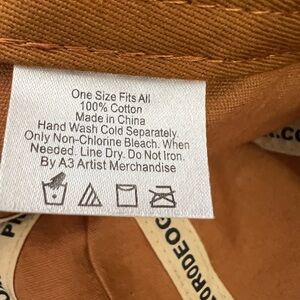 One Size Fits All
100% Cotton
Made in China
Hand Wash Cold Separately.
Only Non-Chlorine Bleach. When
Needed. Line Dry. Do Not Iron.
By A3 Artist Merchandise